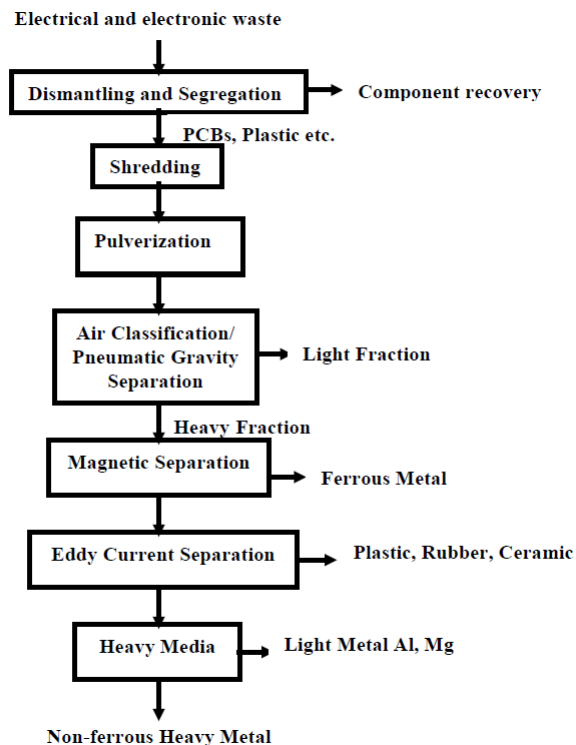 Electrical and electronic waste
Dismantling and Segregation
Component recovery
PCBs, Plastic etc.
Shredding
Pulverization
Air Classification/
Pneumatic Gravity
Separation
Light Fraction
Heavy Fraction
Magnetic Separation
Ferrous Metal
Eddy Current Separation
Plastic, Rubber, Ceramic
Heavy Media
Light Metal Al, Mg
Non-ferrous Heavy Metal